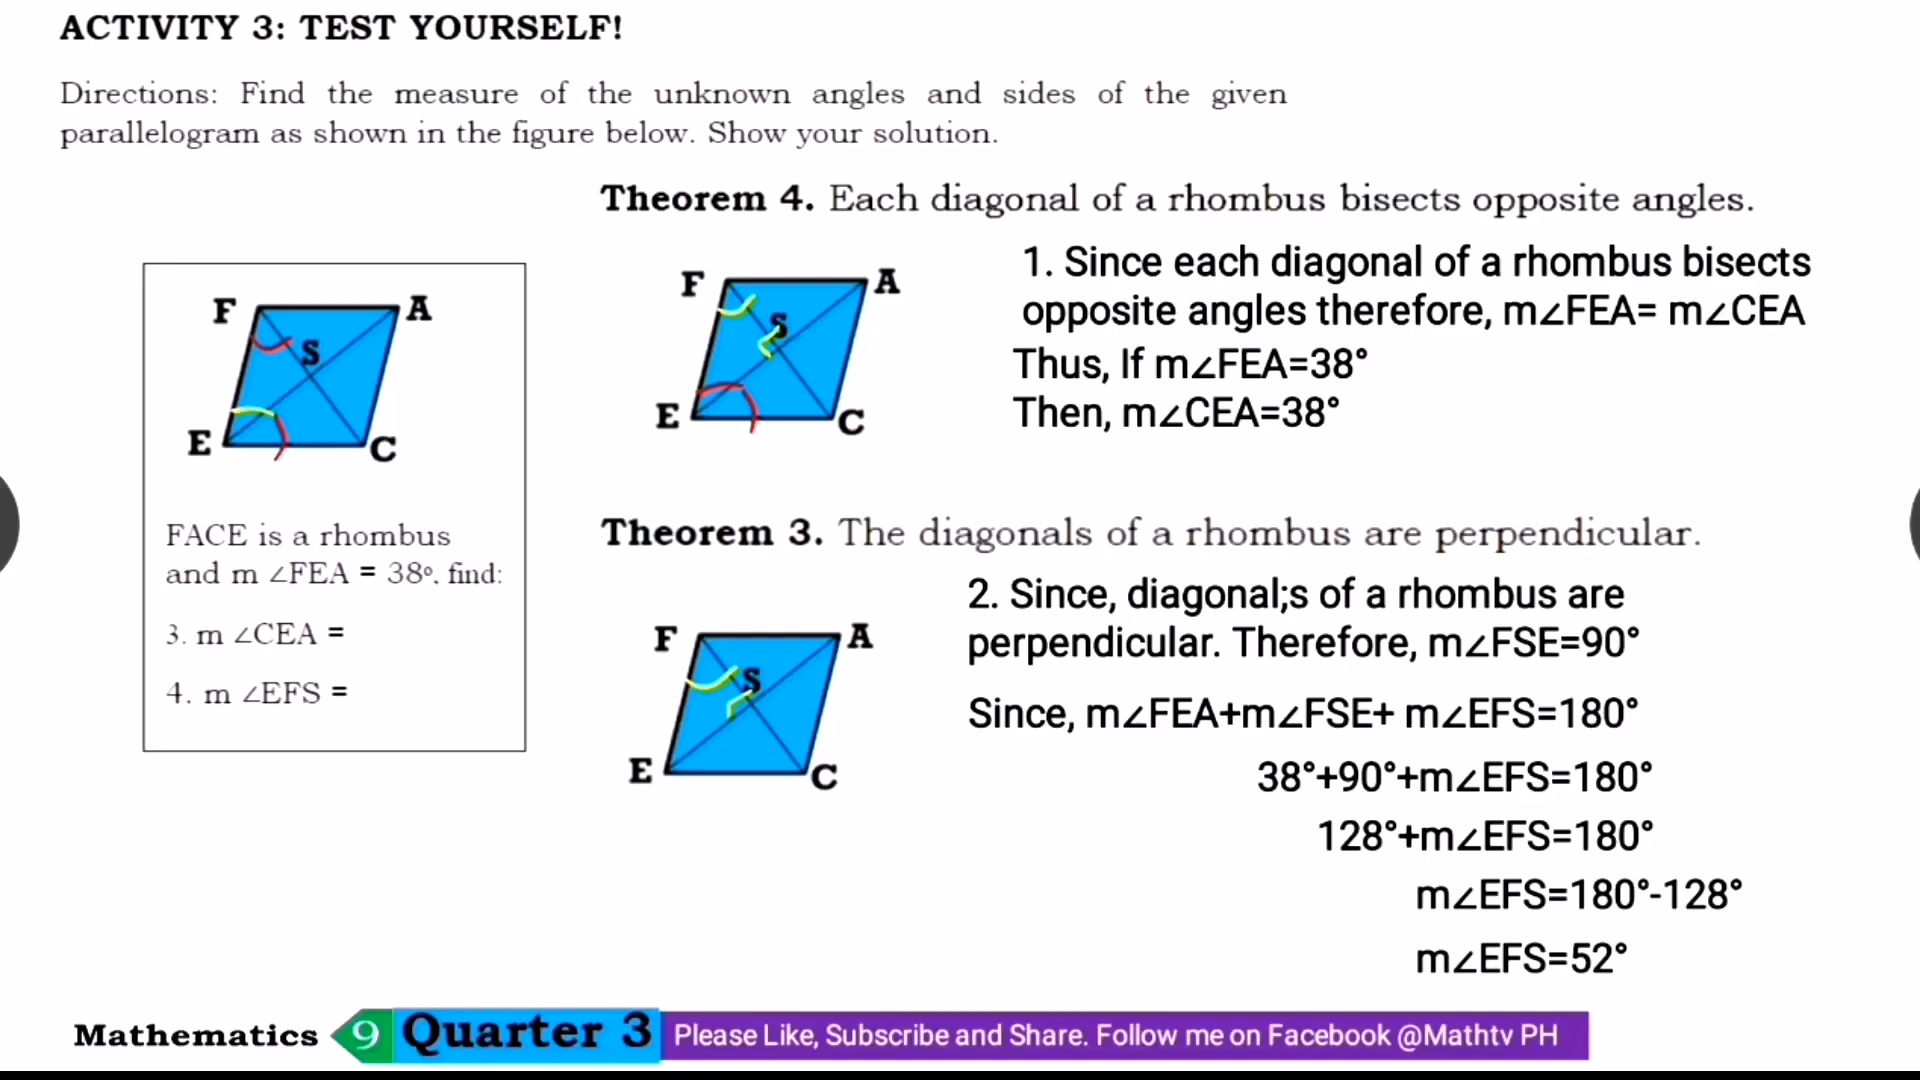 ACTIVITY 3: TEST YOURSELF!
Directions: Find the measure of the unknown angles and sides of the given
parallelogram as shown in the figure below. Show your solution.
Theorem 4. Each diagonal of a rhombus bisects opposite angles.
F A
S
E C
FACE is a rhombus
and m ∠FEA = 38º. find:
3. m ∠CEA =
4. m ∠EFS =
F A
S
E C
1. Since each diagonal of a rhombus bisects
opposite angles therefore, m∠FEA= m∠CEA
Thus, If m∠FEA=38°
Then, m∠CEA=38°
Theorem 3. The diagonals of a rhombus are perpendicular.
F A
S
E C
2. Since, diagonal;s of a rhombus are
perpendicular. Therefore, m∠FSE=90°
Since, m∠FEA+m∠FSE+ m∠EFS=180°
38°+90°+m∠EFS=180°
128°+m∠EFS=180°
m∠EFS=180°-128°
m∠EFS=52°
Mathematics 9 Quarter 3 Please Like, Subscribe and Share. Follow me on Facebook @Mathtv PH